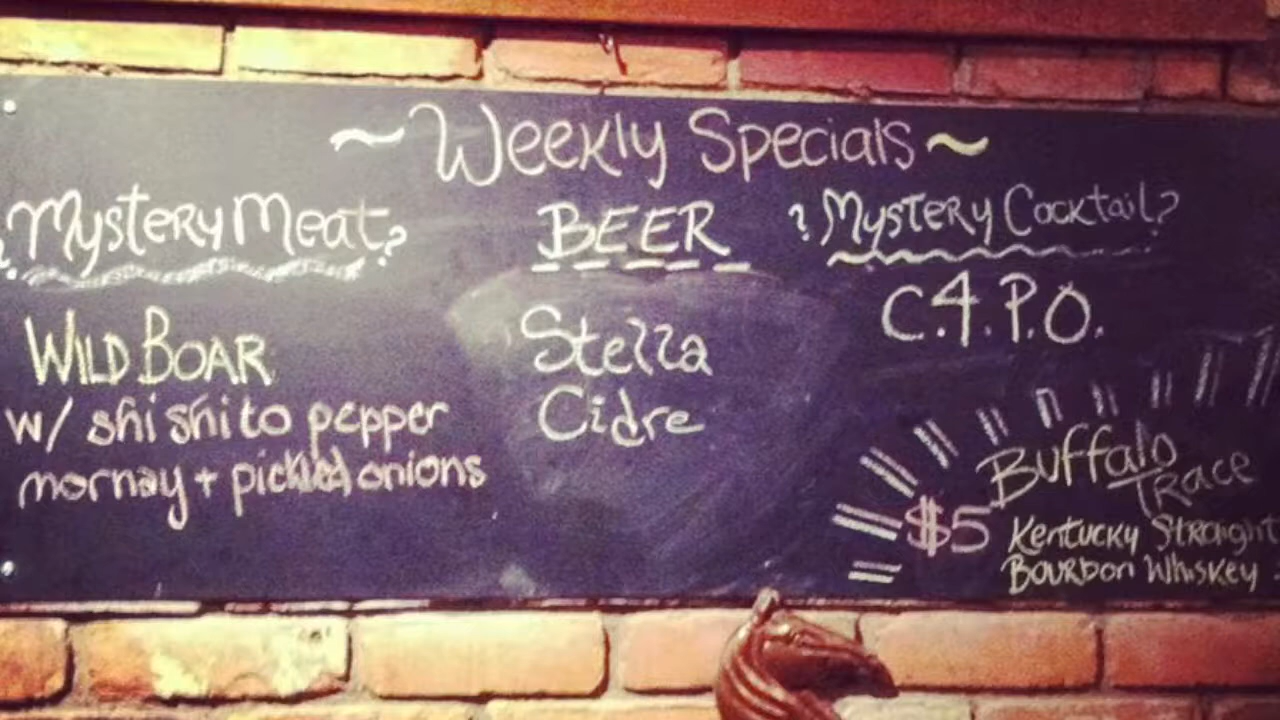 ~Weekly Specials~
?Mystery Meat?
WILD BOAR
w/ shishito pepper
mornay + pickled onions
BEER
Stella
Cidre
?Mystery Cocktail?
C.4.P.O.
Buffalo
Trace
$5 Kentucky Straight
Bourbon Whiskey